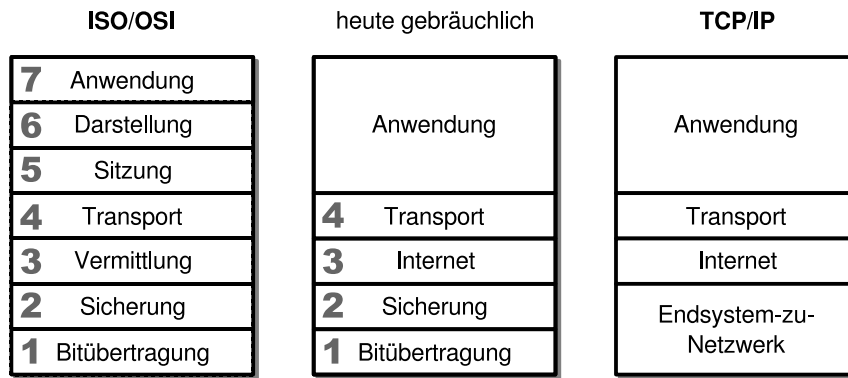 ISO/OSI
7 Anwendung
6 Darstellung
5 Sitzung
4 Transport
3 Vermittlung
2 Sicherung
1 Bitübertragung
heute gebräuchlich
Anwendung
4 Transport
3 Internet
2 Sicherung
1 Bitübertragung
TCP/IP
Anwendung
Transport
Internet
Endsystem-zu-
Netzwerk